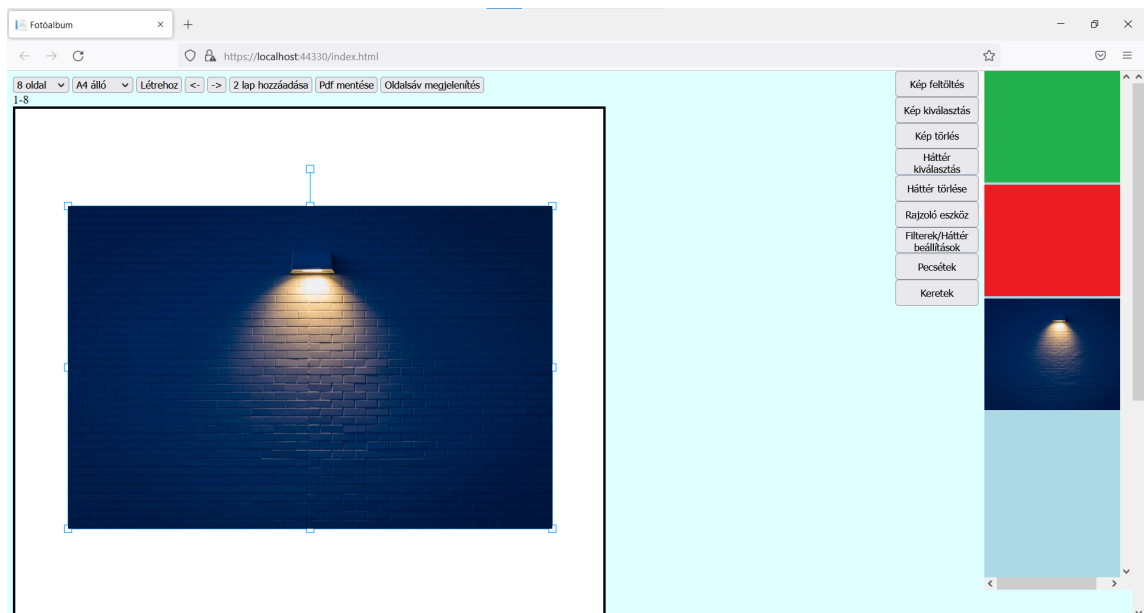 Fotóalbum
https://localhost:44330/index.html
8 oldal A4 álló Létrehoz <- -> 2 lap hozzáadása Pdf mentése Oldalsáv megjelenítés
1-8
Kép feltöltés
Kép kiválasztás
Kép törlés
Háttér
kiválasztás
Háttér törlése
Rajzoló eszköz
Filterek/Háttér
beállítások
Pecsétek
Keretek